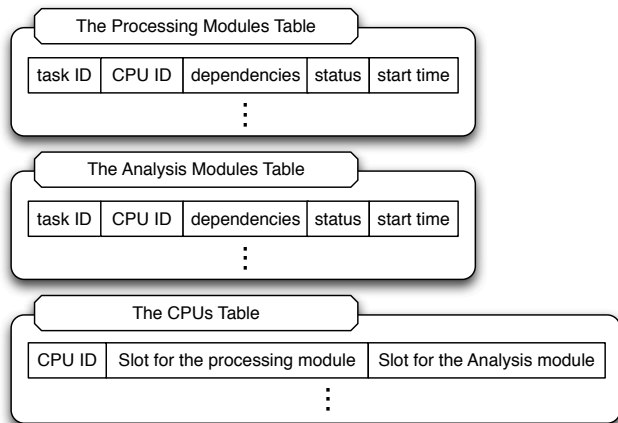 The Processing Modules Table
task ID CPU ID dependencies status start time
The Analysis Modules Table
task ID CPU ID dependencies status start time
The CPUs Table
CPU ID Slot for the processing module Slot for the Analysis module